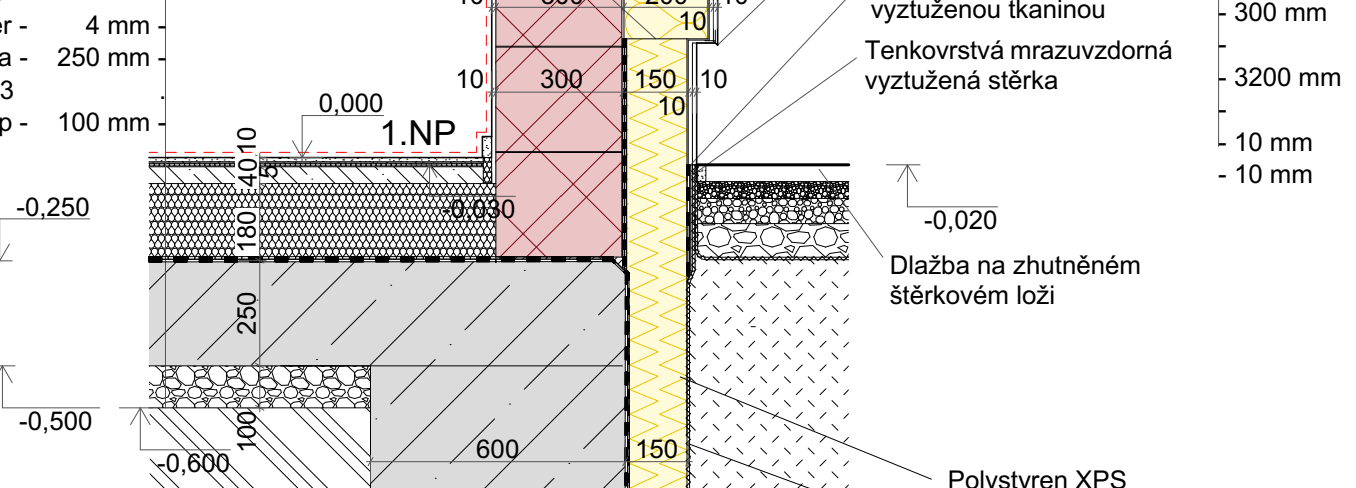 10 300 200 10
10
er - 4 mm -
a - 250 mm -
3
p - 100 mm -
vyztuženou tkaninou
Tenkovrstvá mrazuvzdorná
vyztužená stěrka
- 300 mm
- 3200 mm
- 10 mm
- 10 mm
10 300 150 10
10
0,000
1.NP
10
40
5
180
250
100
-0,250
-0,030
-0,020
Dlažba na zhutněném
štěrkovém loži
-0,500
-0,600
600 150
Polystyren XPS